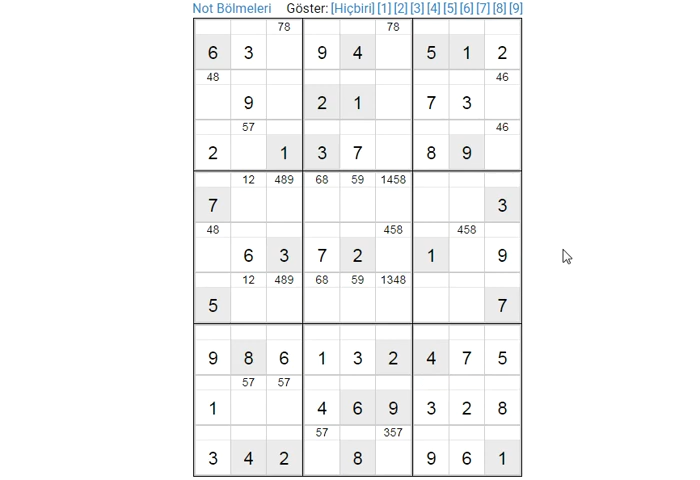 Not Bölmeleri Göster: [Hiçbiri] [1] [2] [3] [4] [5] [6] [7] [8] [9]
78 78
6 3 9 4 5 1 2
48 46
9 2 1 7 3
57 46
2 1 3 7 8 9
12 489 68 59 1458
7 3
48 458 458
6 3 7 2 1 9
12 489 68 59 1348
5 7
9 8 6 1 3 2 4 7 5
57 57
1 4 6 9 3 2 8
57 357
3 4 2 8 9 6 1